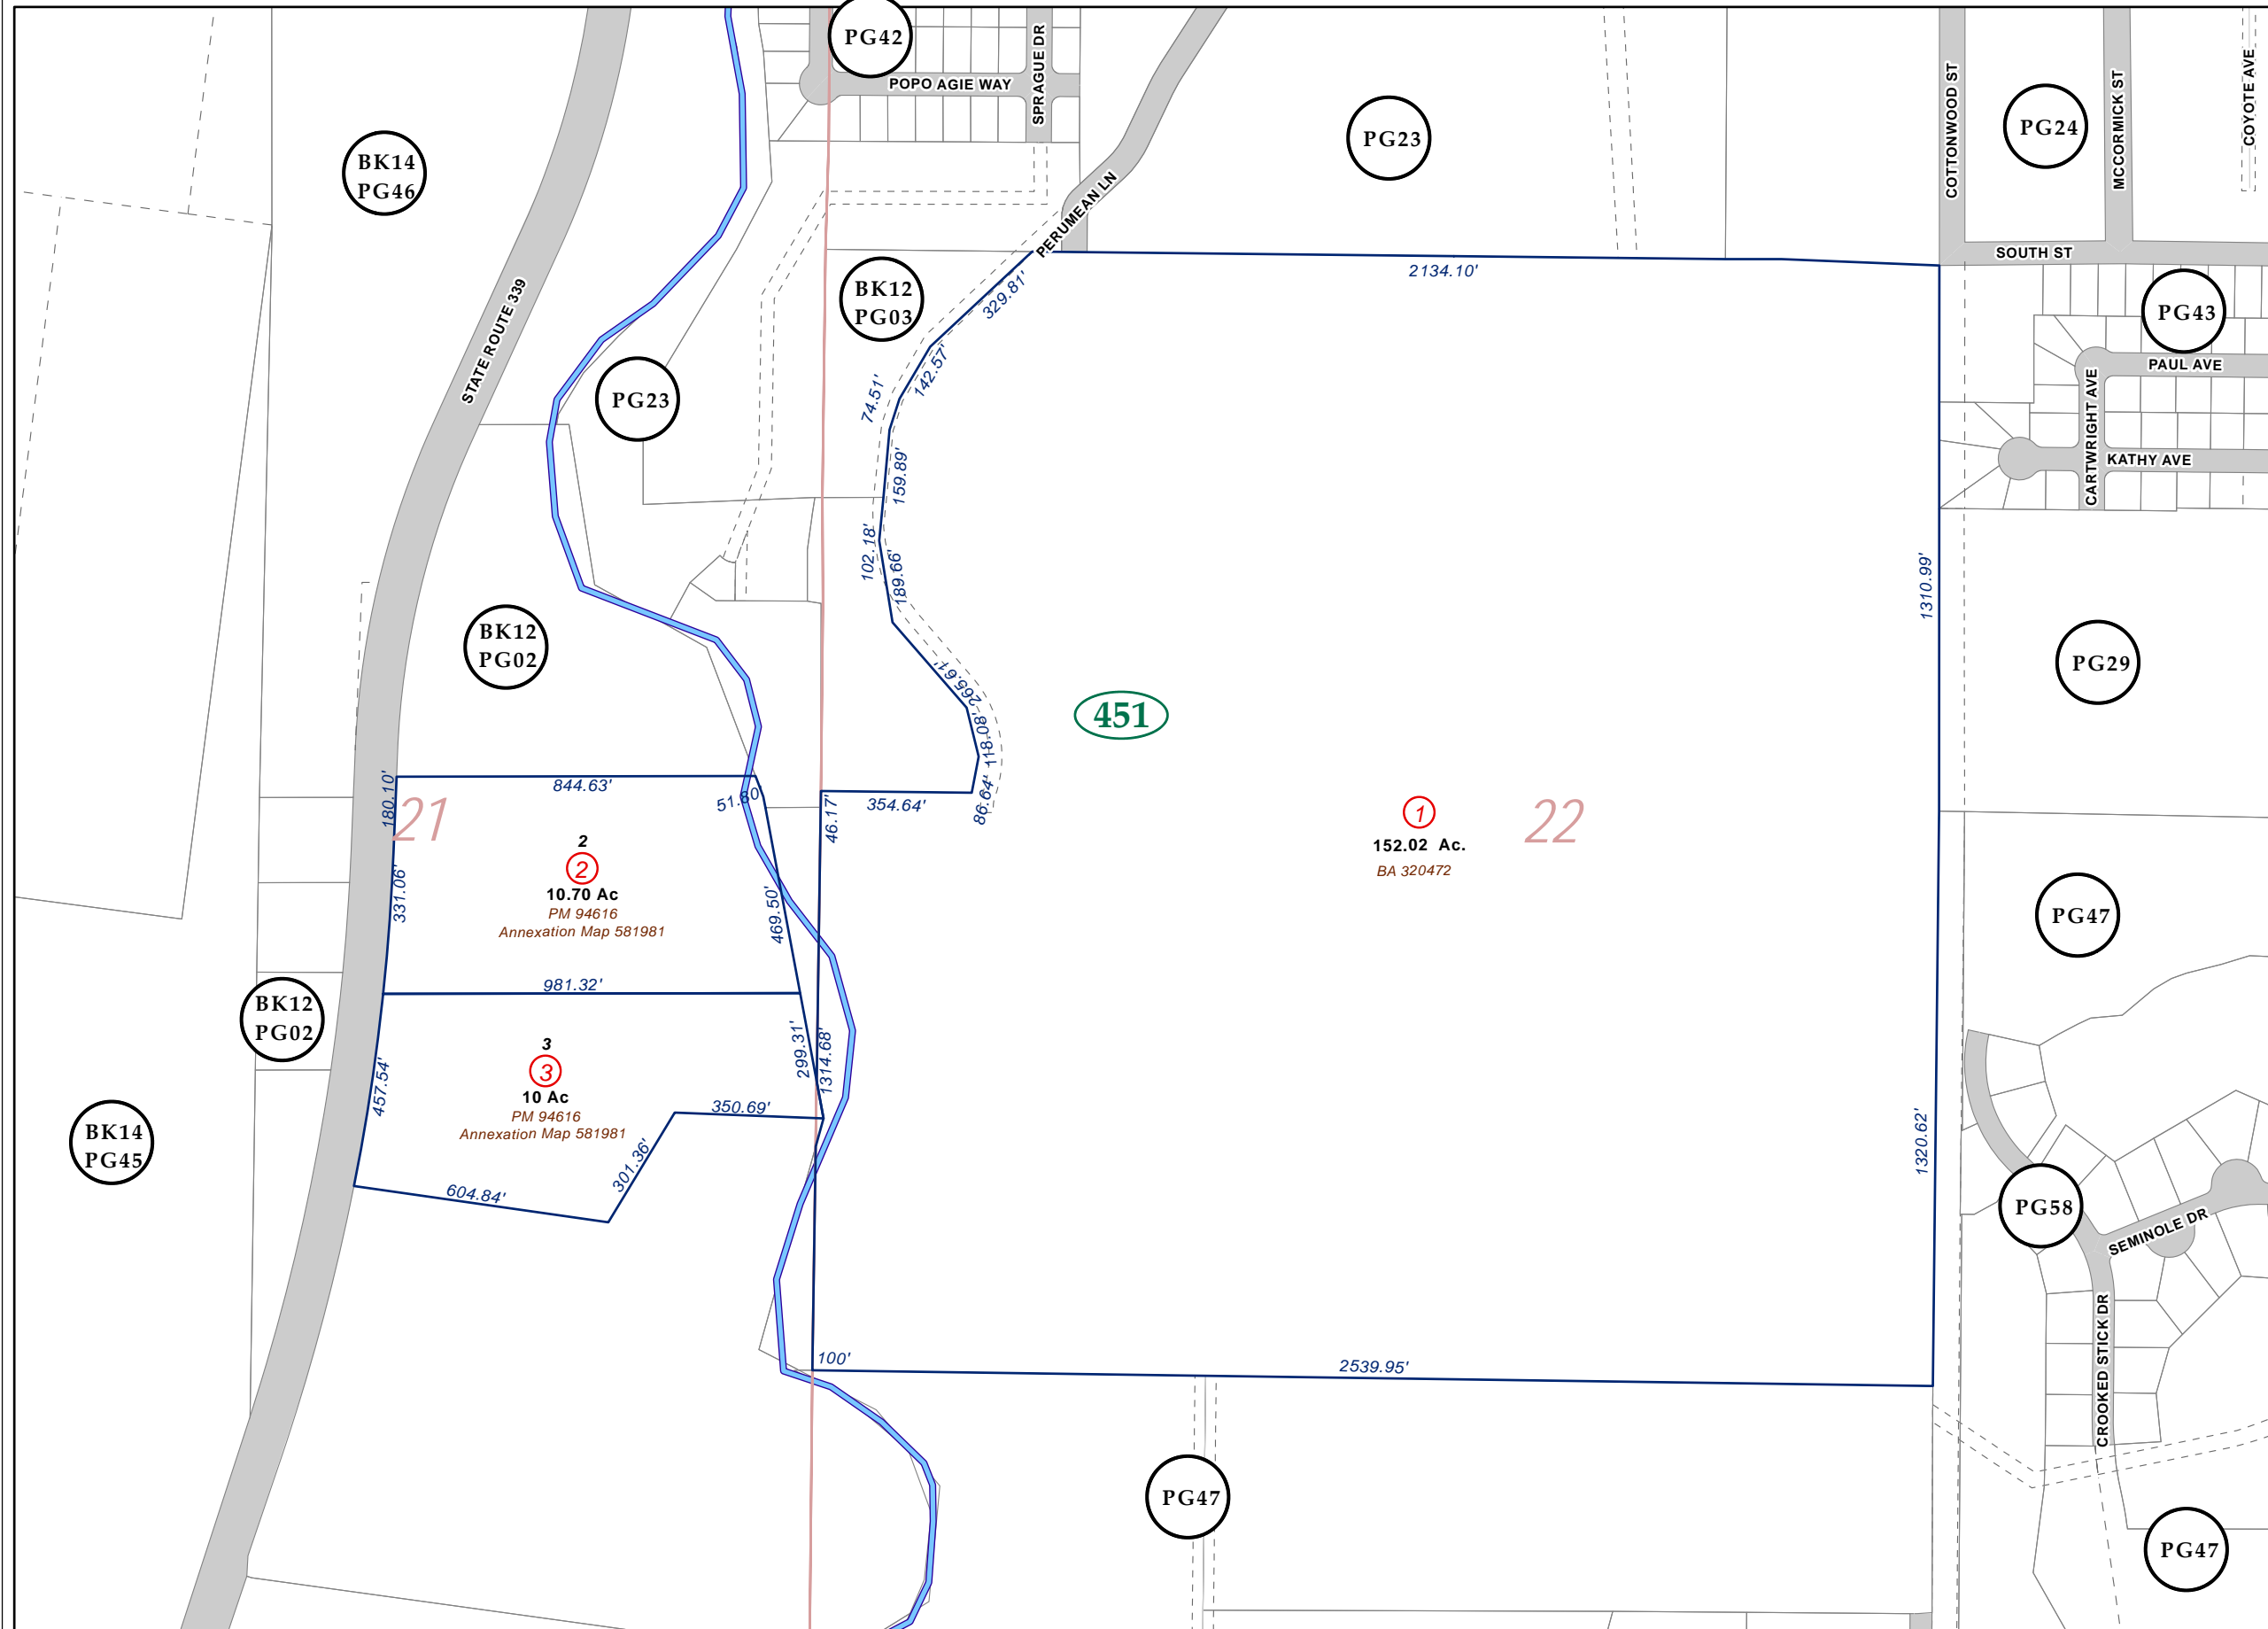 PG42
POPO AGIE WAY
SPRAGUE DR
PG23
COTTONWOOD ST
PG24
MCCORMICK ST
COYOTE AVE
BK14
PG46
PERUMEAN LN
SOUTH ST
2134.10'
BK12
PG03
329.81'
PG43
STATE ROUTE 339
PAUL AVE
142.57'
74.51'
PG23
CARTWRIGHT AVE
KATHY AVE
159.89'
102.18'
189.66'
1310.99'
BK12
PG02
265.61'
PG29
451
118.08'
86.64'
844.63'
51.80'
180.10'
21
46.17'
354.64'
1
22
152.02 Ac.
BA 320472
2
2
10.70 Ac
PM 94616
Annexation Map 581981
331.06'
469.50'
PG47
981.32'
BK12
PG02
3
3
10 Ac
PM 94616
Annexation Map 581981
299.31'
1314.68'
457.54'
350.69'
301.36'
604.84'
BK14
PG45
1320.62'
PG58
SEMINOLE DR
CROOKED STICK DR
100'
2539.95'
PG47
PG47